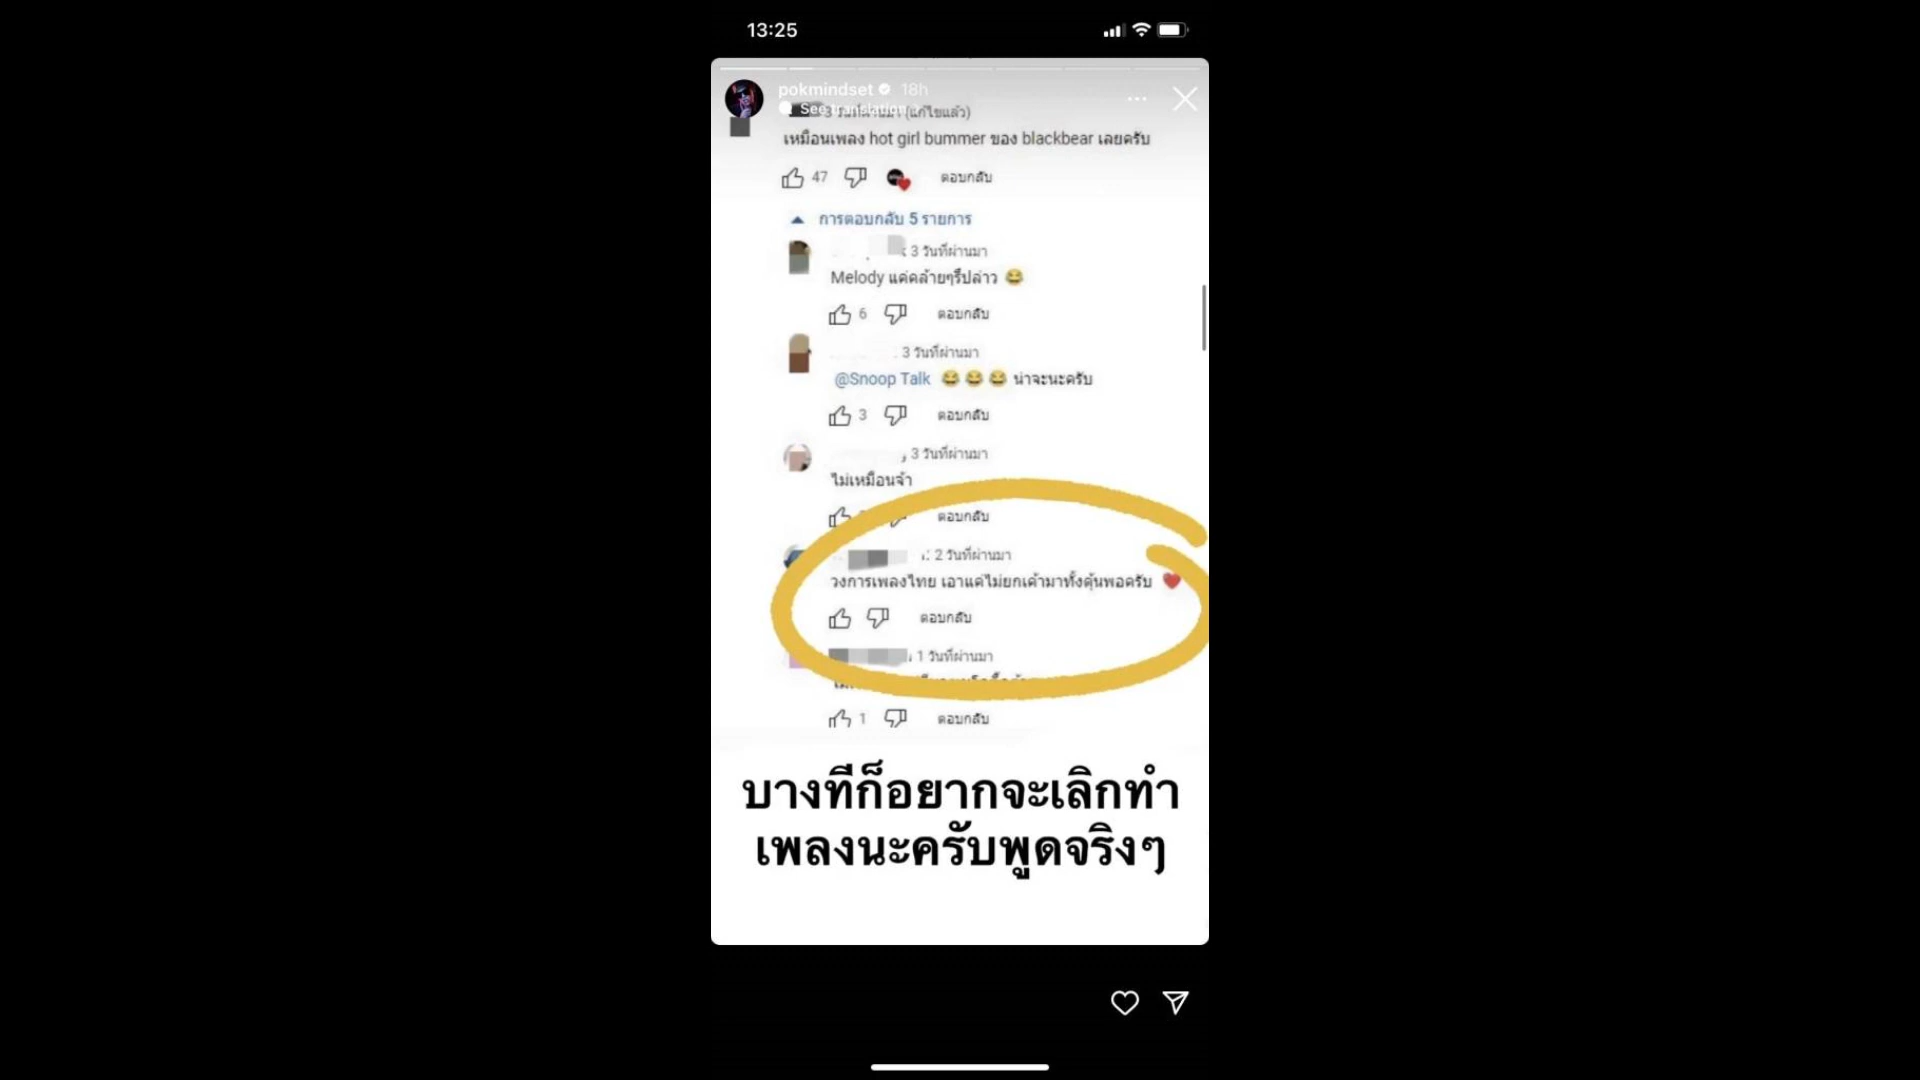 13:25
pokmindset 18h
See translation
3 วันที่ผ่านมา (แก้ไขแล้ว)
เหมือนเพลง hot girl bummer ของ blackbear เลยครับ
47 ตอบกลับ
การตอบกลับ 5 รายการ
3 วันที่ผ่านมา
Melody แค่คล้ายๆรึป่าว 😂
6 ตอบกลับ
3 วันที่ผ่านมา
@Snoop Talk 😂 😂 😂 น่าจะนะครับ
3 ตอบกลับ
3 วันที่ผ่านมา
ไม่เหมือนจ้า
ตอบกลับ
2 วันที่ผ่านมา
วงการเพลงไทย เอาแค่ไม่ยกเค้ามาทั้งดุ้นพอครับ ❤️
ตอบกลับ
1 วันที่ผ่านมา
1 ตอบกลับ
บางทีก็อยากจะเลิกทำ
เพลงนะครับพูดจริงๆ